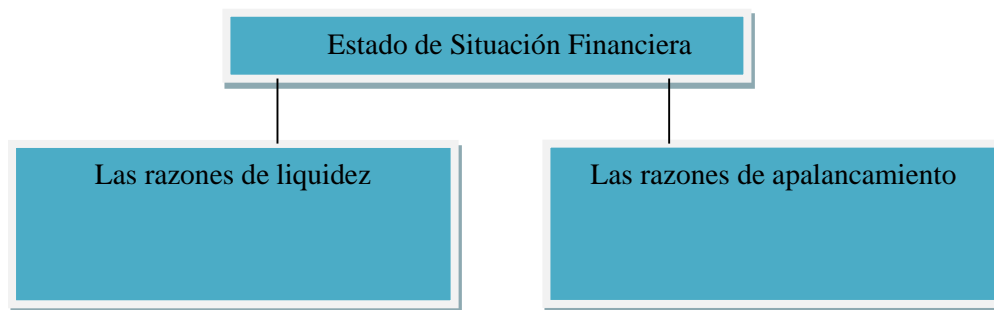 Estado de Situación Financiera
Las razones de liquidez
Las razones de apalancamiento